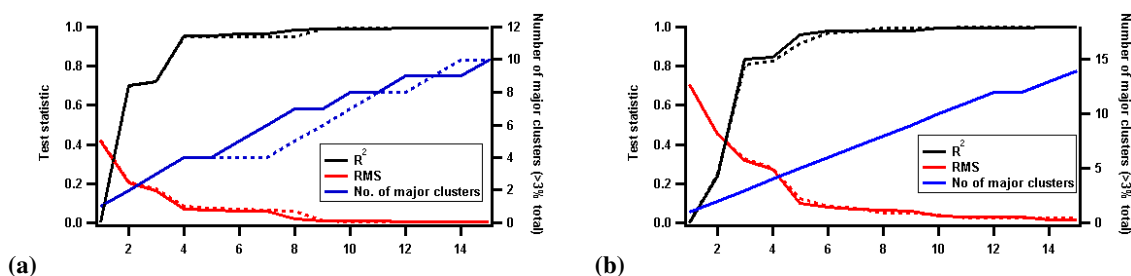 1.0
0.8
0.6
0.4
0.2
0.0
Test statistic
2 4 6 8 10 12 14
12
10
8
6
4
2
0
Number of major clusters (>3% total)
R²
RMS
No. of major clusters
(a)
1.0
0.8
0.6
0.4
0.2
0.0
Test statistic
2 4 6 8 10 12 14
15
10
5
0
Number of major clusters (>3% total)
R²
RMS
No of major clusters
(b)